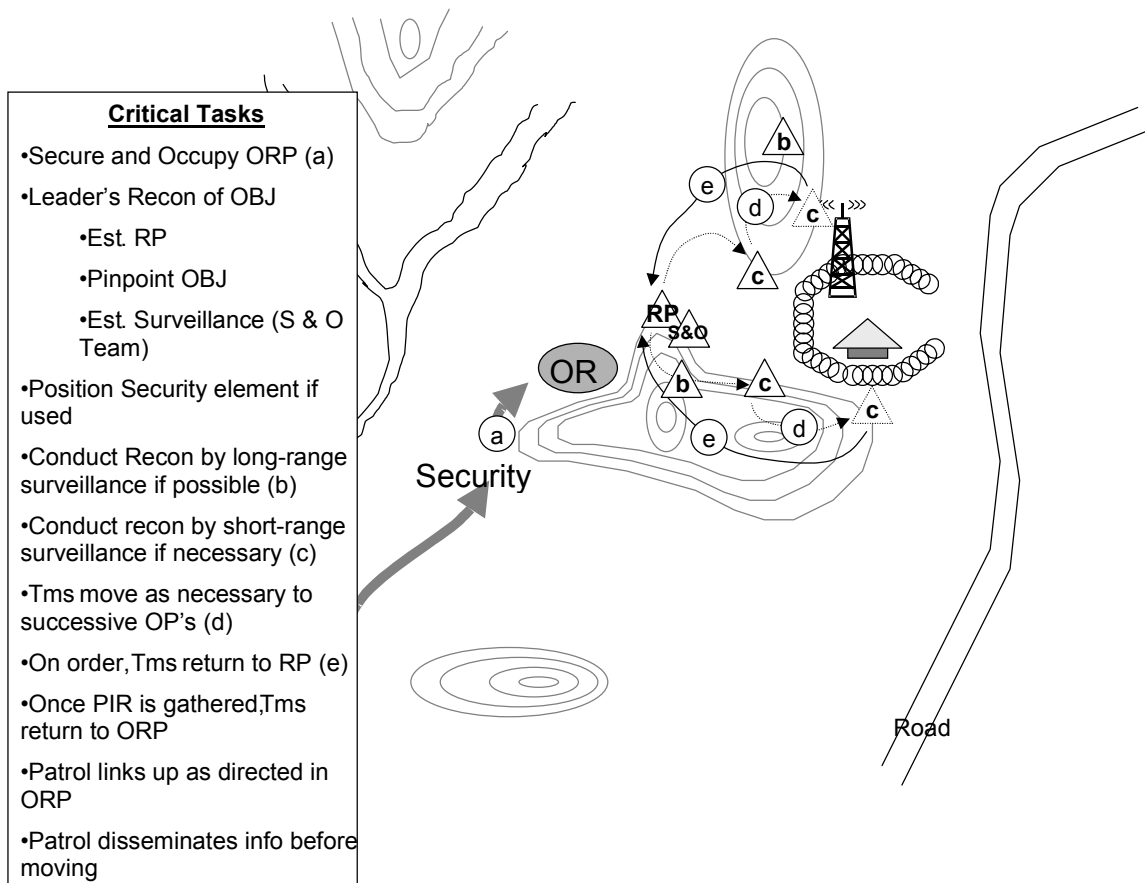 Critical Tasks
•Secure and Occupy ORP (a)
•Leader's Recon of OBJ
•Est. RP
•Pinpoint OBJ
•Est. Surveillance (S & O
Team)
•Position Security element if
used
•Conduct Recon by long-range
surveillance if possible (b)
•Conduct recon by short-range
surveillance if necessary (c)
•Tms move as necessary to
successive OP's (d)
•On order,Tms return to RP (e)
•Once PIR is gathered,Tms
return to ORP
•Patrol links up as directed in
ORP
•Patrol disseminates info before
moving
b
e
d
c
c
RP
S&O
OR
b
c
c
a
e
d
Security
Road